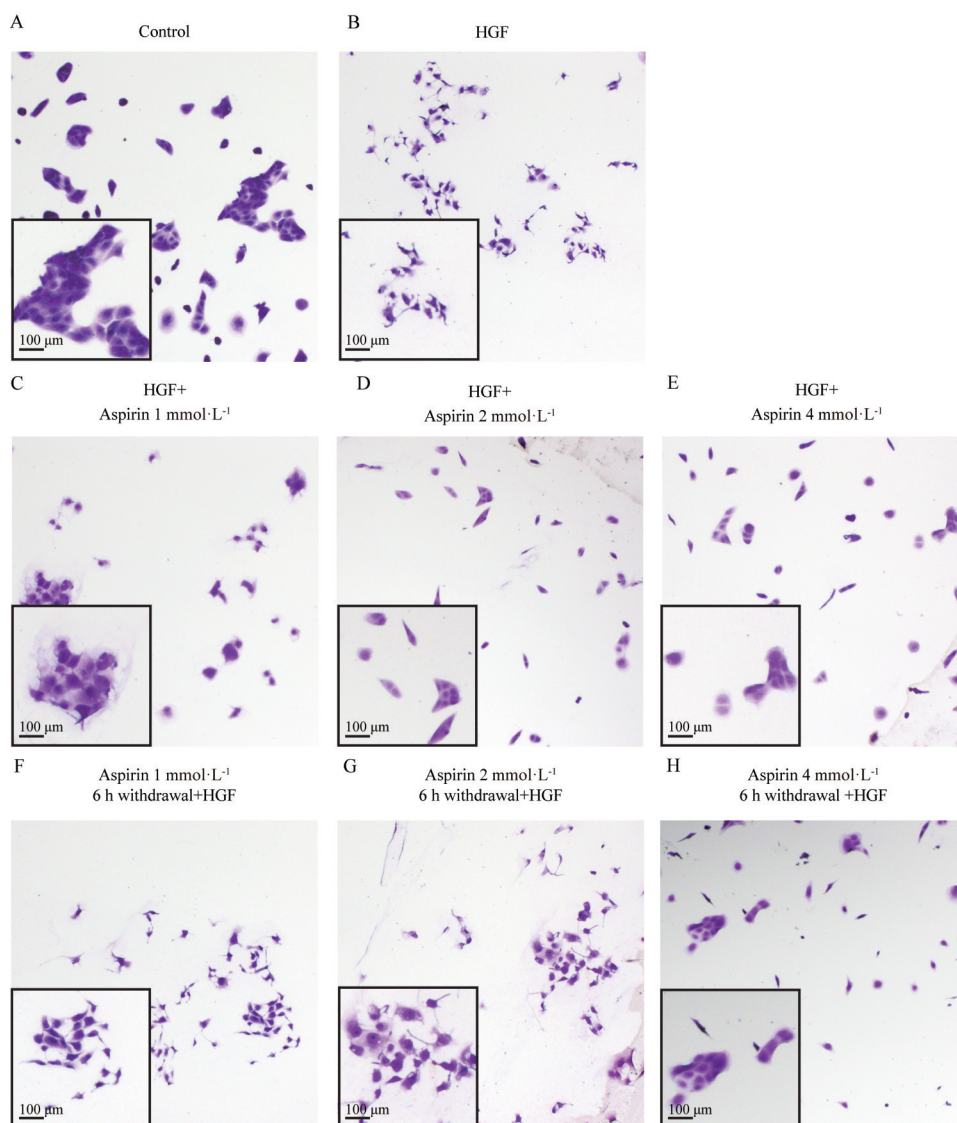 A
Control
B
HGF
100 μm
100 μm
C
HGF+
Aspirin 1 mmol·L⁻¹
D
HGF+
Aspirin 2 mmol·L⁻¹
E
HGF+
Aspirin 4 mmol·L⁻¹
100 μm
100 μm
100 μm
F
Aspirin 1 mmol·L⁻¹
6 h withdrawal+HGF
G
Aspirin 2 mmol·L⁻¹
6 h withdrawal+HGF
H
Aspirin 4 mmol·L⁻¹
6 h withdrawal +HGF
100 μm
100 μm
100 μm